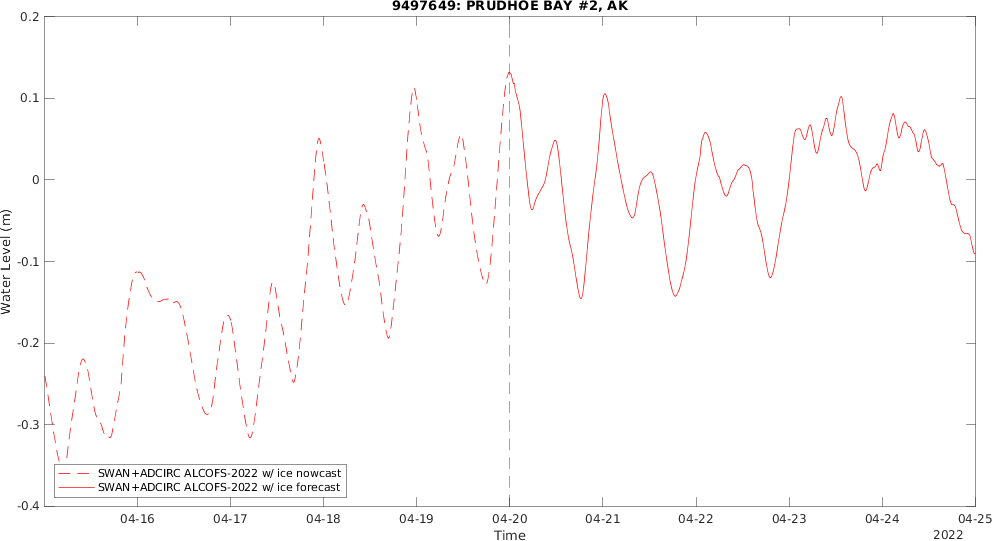 9497649: PRUDHOE BAY #2, AK
0.2
0.1
0
-0.1
-0.2
-0.3
-0.4
Water Level (m)
SWAN+ADCIRC ALCOFS-2022 w/ ice nowcast
SWAN+ADCIRC ALCOFS-2022 w/ ice forecast
04-16 04-17 04-18 04-19 04-20 04-21 04-22 04-23 04-24 04-25
Time
2022